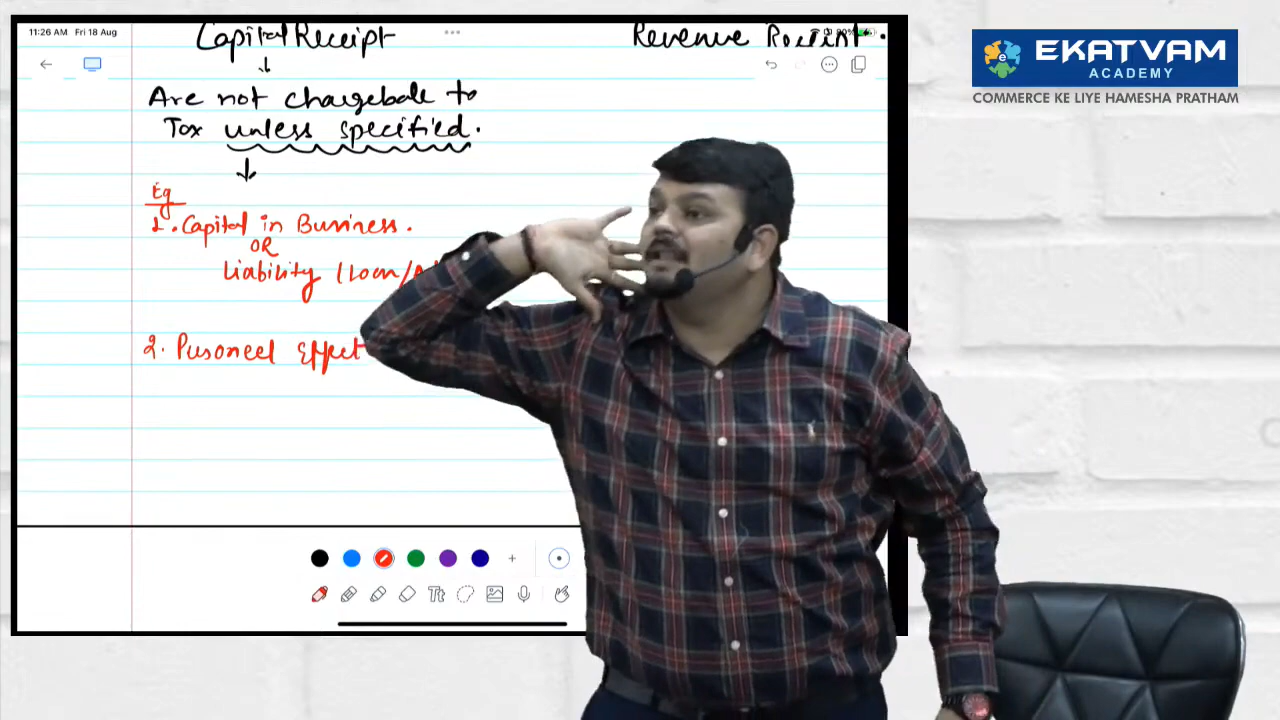 11:26 AM Fri 18 Aug
Capital Receipt
Revenue
Are not chargebale to
Tax unless specified.
Eg
1. Capital in Business.
OR
Liability (Loan/
2. Pusoneel Effect
Tt
EKATVAM
ACADEMY
COMMERCE KE LIYE HAMESHA PRATHAM